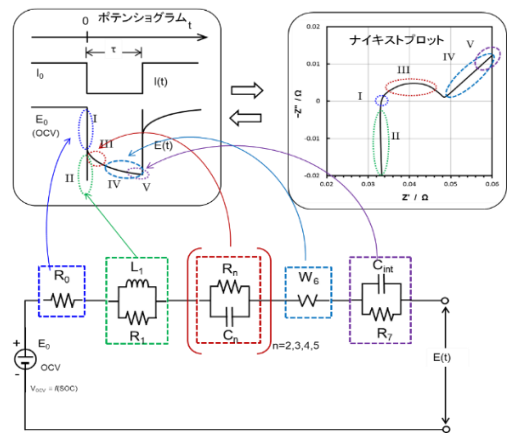 0 ポテンショグラム
t
τ
I₀
I(t)
E₀
(OCV)
I
III
II
IV
V
E(t)
ナイキストプロット
-Z'' / Ω
0.02
0.01
0
-0.01
-0.02
0.02 0.03 0.04 0.05 0.06
Z' / Ω
I
II
III
IV
V
R₀
L₁
R₁
Rₙ
Cₙ
n=2,3,4,5
W₆
C_int
R₇
+
E₀
-
OCV
V_OCV = f(SOC)
E(t)